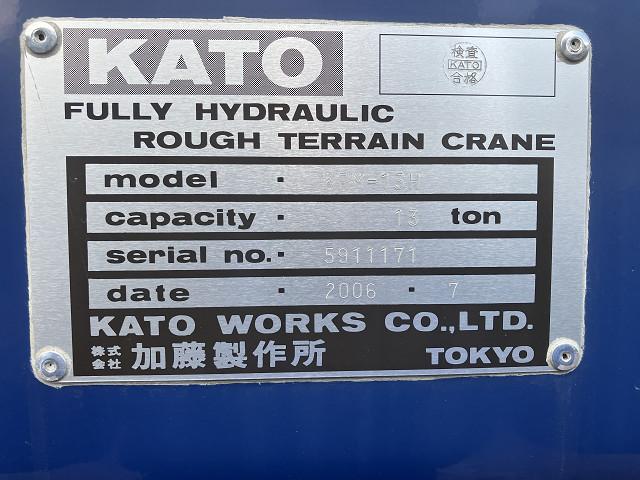 KATO
検査
KATO
合格
FULLY HYDRAULIC
ROUGH TERRAIN CRANE
model ・
capacity ・ 13 ton
serial no.・ 5911171
date ・ 2006 ・ 7
KATO WORKS CO.,LTD.
株式会社 加藤製作所 TOKYO